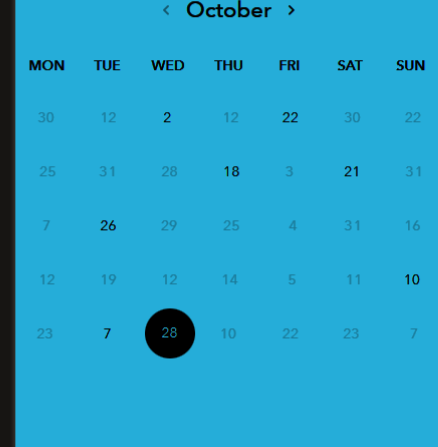 ‹ October ›
MON TUE WED THU FRI SAT SUN
30 12 2 12 22 30 22
25 31 28 18 3 21 31
7 26 29 25 4 31 16
12 19 12 14 5 11 10
23 7 28 10 22 23 7